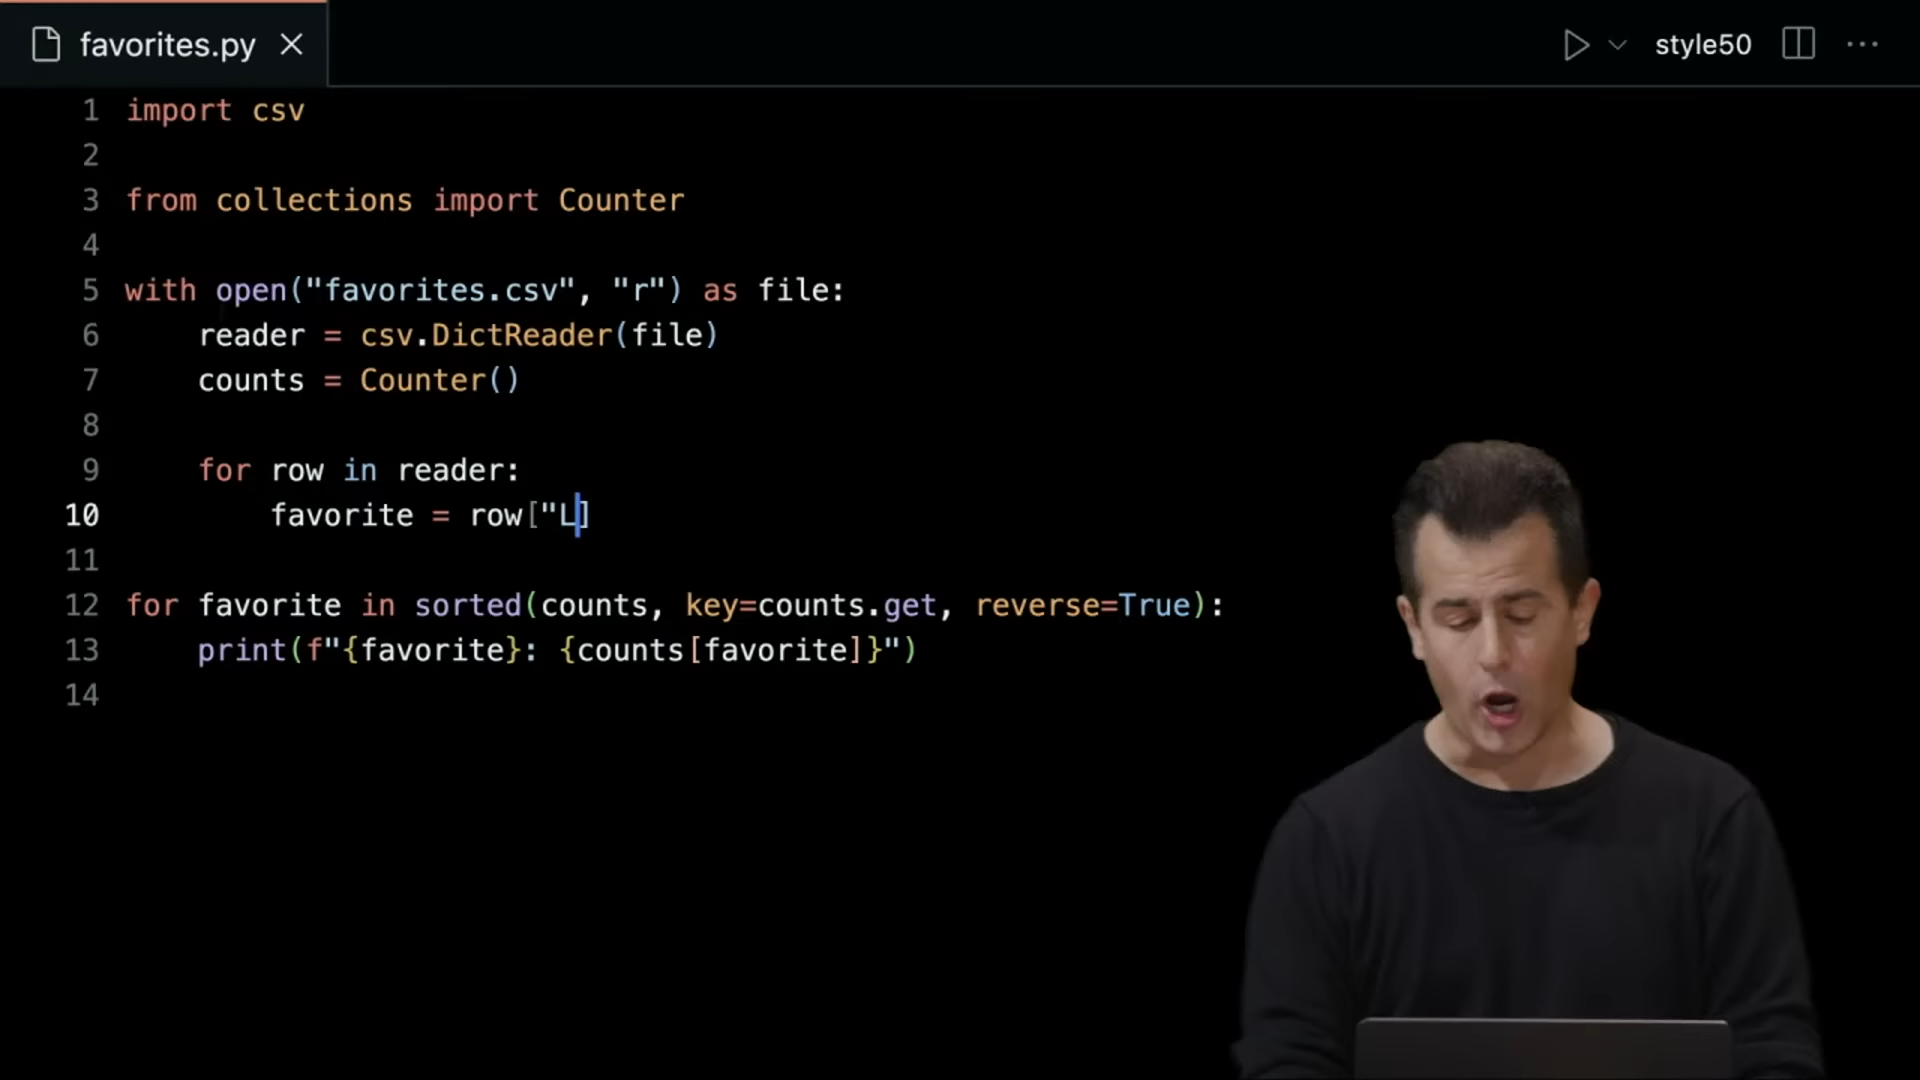 favorites.py
style50
1 import csv
2
3 from collections import Counter
4
5 with open("favorites.csv", "r") as file:
6     reader = csv.DictReader(file)
7     counts = Counter()
8
9     for row in reader:
10         favorite = row["L]
11
12 for favorite in sorted(counts, key=counts.get, reverse=True):
13     print(f"{favorite}: {counts[favorite]}")
14